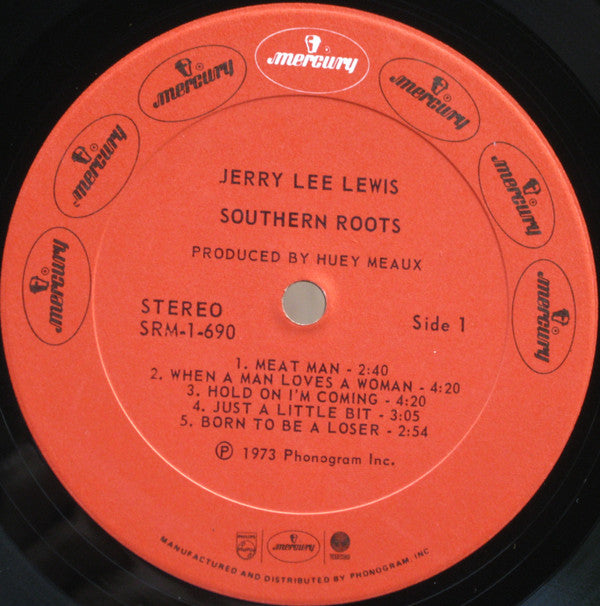 mercury
mercury
mercury
mercury
mercury
mercury
mercury
JERRY LEE LEWIS
SOUTHERN ROOTS
PRODUCED BY HUEY MEAUX
STEREO
SRM-1-690
Side 1
1. MEAT MAN - 2:40
2. WHEN A MAN LOVES A WOMAN - 4:20
3. HOLD ON I'M COMING - 4:20
4. JUST A LITTLE BIT - 3:05
5. BORN TO BE A LOSER - 2:54
℗ 1973 Phonogram Inc.
PHILIPS mercury
MANUFACTURED AND DISTRIBUTED BY PHONOGRAM, INC